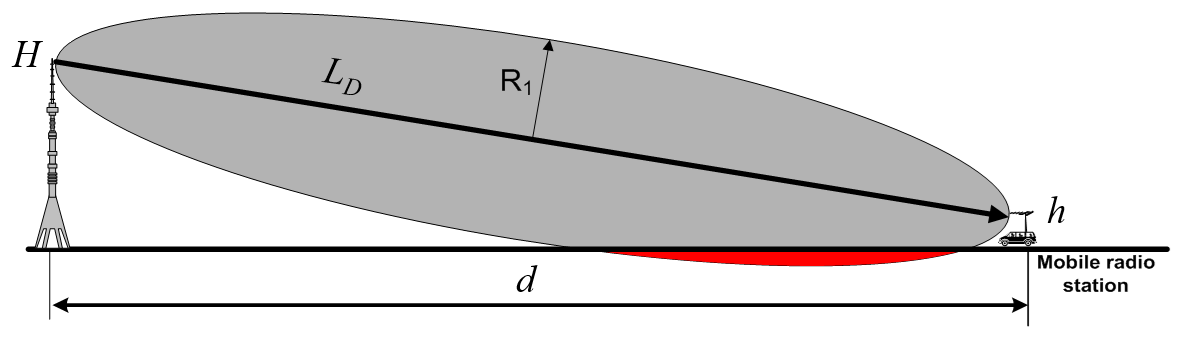 H
L_D
R₁
h
d
Mobile radio
station